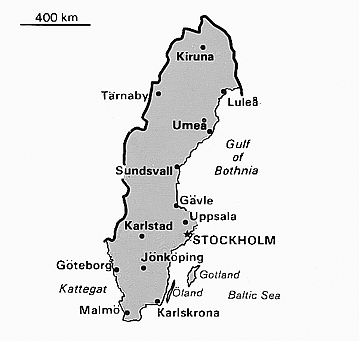 400 km
Kiruna
Tärnaby
Luleå
Umeå
Gulf
of
Bothnia
Sundsvall
Gävle
Uppsala
Karlstad
STOCKHOLM
Jönköping
Göteborg
Gotland
Kattegat
Öland
Baltic Sea
Malmö
Karlskrona